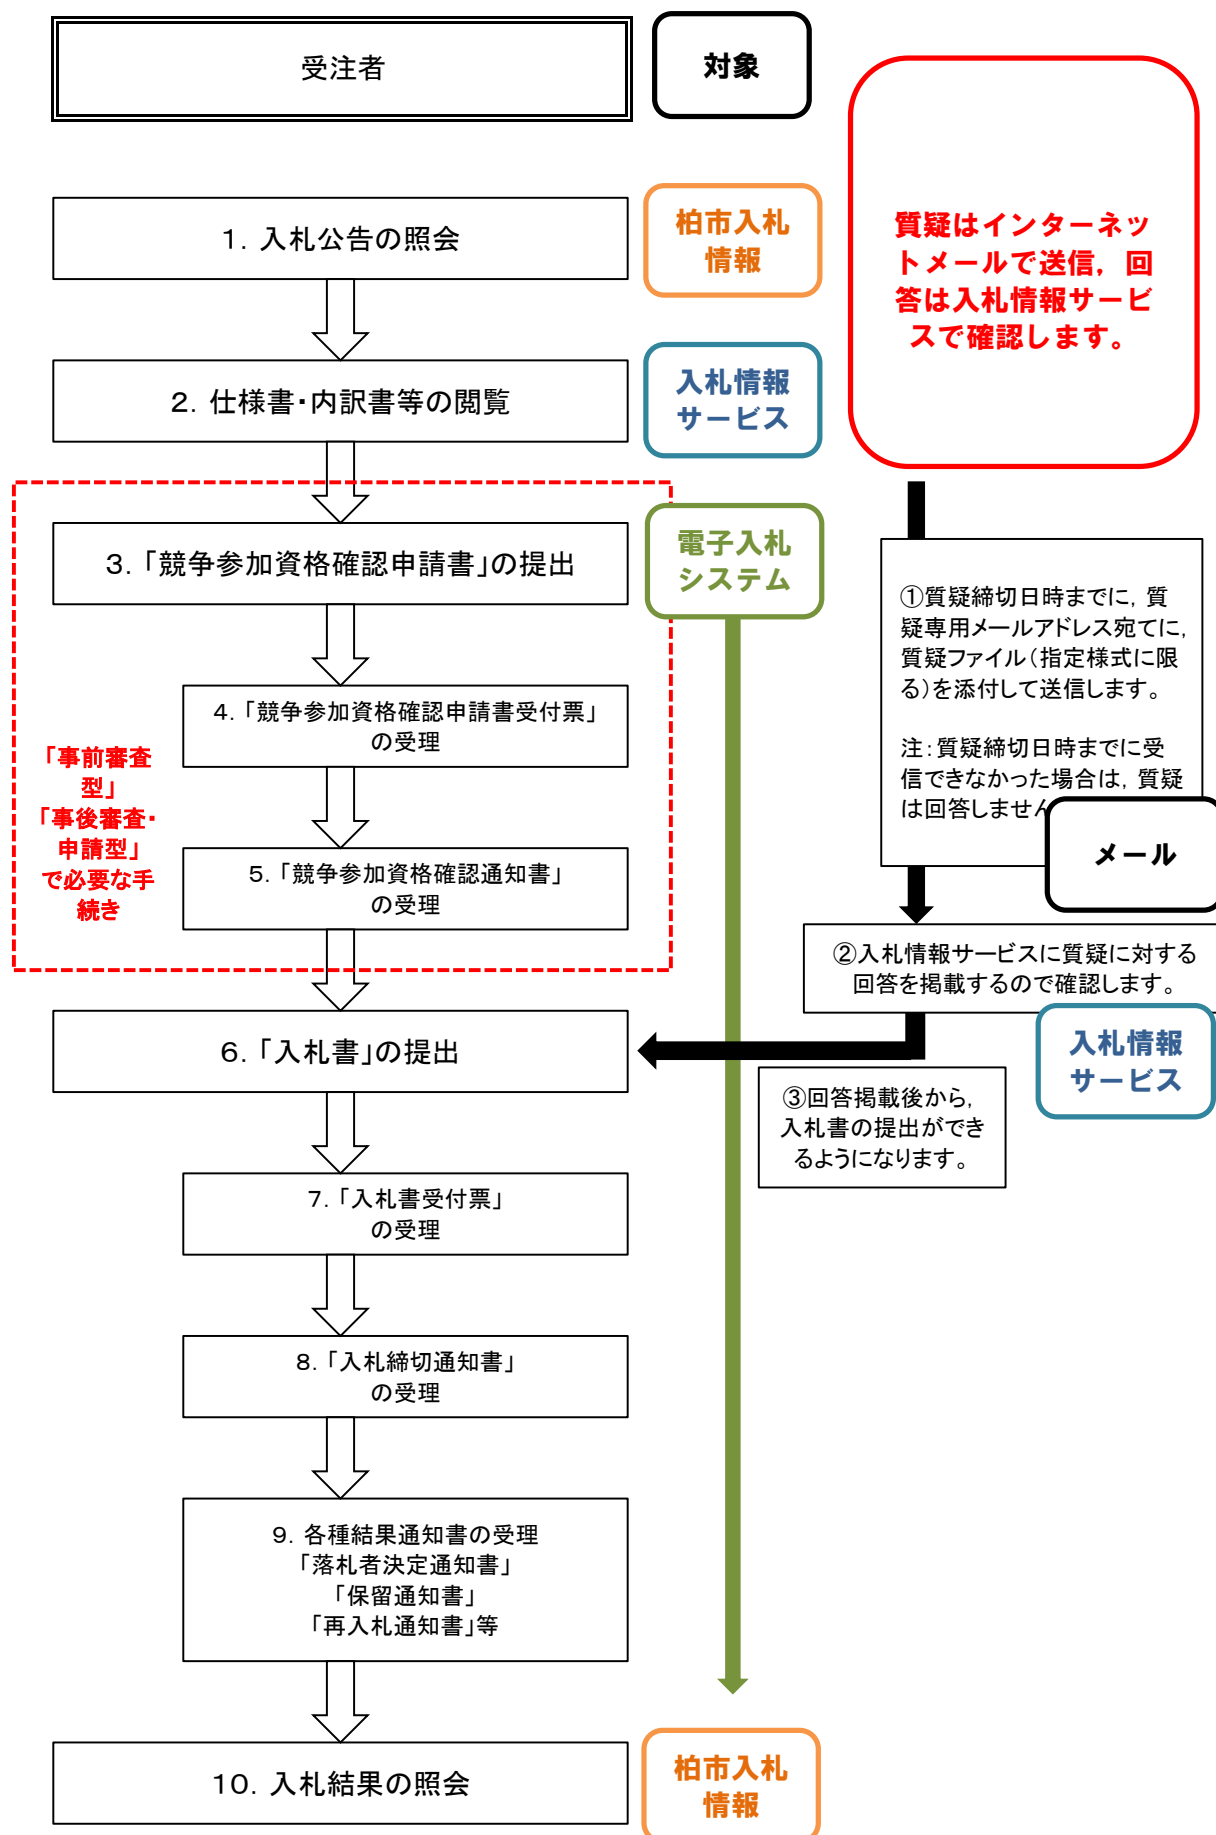 受注者
対象
質疑はインターネッ
トメールで送信，回
答は入札情報サービ
スで確認します。
1．入札公告の照会
柏市入札
情報
2．仕様書・内訳書等の閲覧
入札情報
サービス
3．「競争参加資格確認申請書」の提出
電子入札
システム
4．「競争参加資格確認申請書受付票」
の受理
5．「競争参加資格確認通知書」
の受理
「事前審査
型」
「事後審査・
申請型」
で必要な手
続き
①質疑締切日時までに，質
疑専用メールアドレス宛てに，
質疑ファイル（指定様式に限
る）を添付して送信します。
注：質疑締切日時までに受
信できなかった場合は，質疑
は回答しません
メール
②入札情報サービスに質疑に対する
回答を掲載するので確認します。
入札情報
サービス
6．「入札書」の提出
③回答掲載後から，
入札書の提出ができ
るようになります。
7．「入札書受付票」
の受理
8．「入札締切通知書」
の受理
9．各種結果通知書の受理
「落札者決定通知書」
「保留通知書」
「再入札通知書」等
10．入札結果の照会
柏市入札
情報